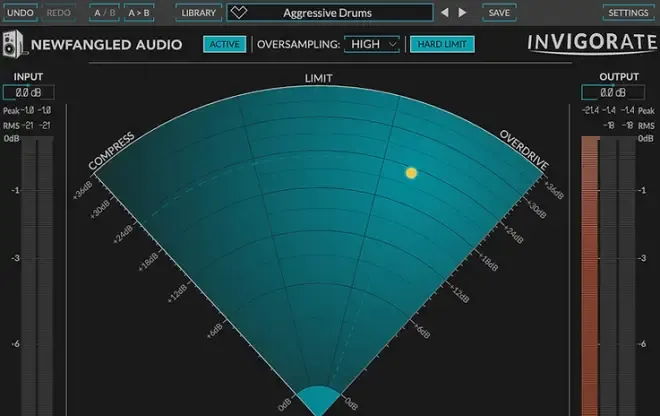 UNDO REDO A / B A > B LIBRARY Aggressive Drums SAVE SETTINGS
NEWFANGLED AUDIO ACTIVE OVERSAMPLING: HIGH HARD LIMIT INVIGORATE
INPUT LIMIT OUTPUT
0.0 dB 0.0 dB
Peak -1.0 -1.0 -21.4 -1.4 -1.4 Peak
RMS -21 -21 -18 -18 RMS
0dB 0dB
COMPRESS OVERDRIVE
+36dB +36dB
-1 -1
+30dB +30dB
+24dB +24dB
-3 -3
+18dB +18dB
+12dB +12dB
+6dB +6dB
-6 -6
0dB 0dB